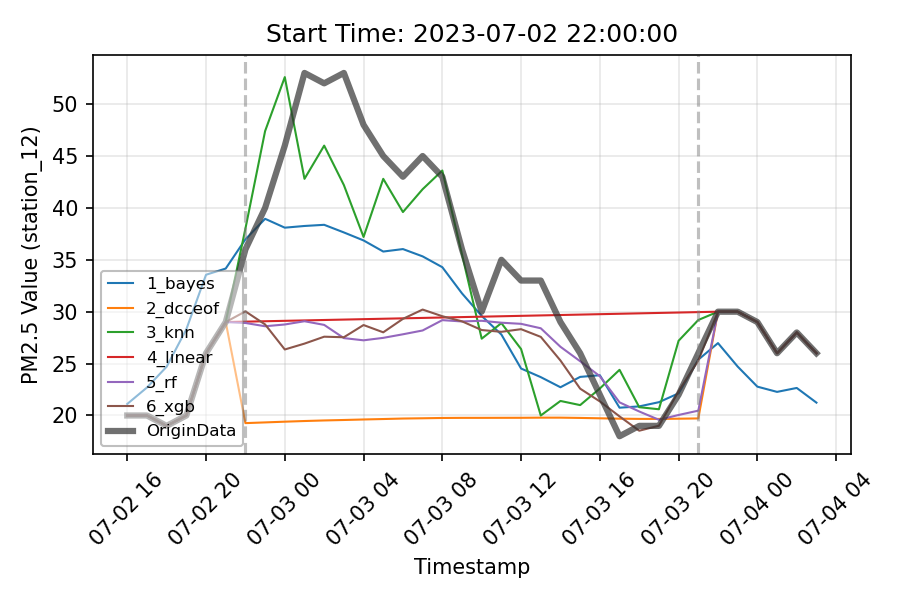 Start Time: 2023-07-02 22:00:00
PM2.5 Value (station_12)
50
45
40
35
30
25
20
1_bayes
2_dcceof
3_knn
4_linear
5_rf
6_xgb
OriginData
07-02 16
07-02 20
07-03 00
07-03 04
07-03 08
07-03 12
07-03 16
07-03 20
07-04 00
07-04 04
Timestamp